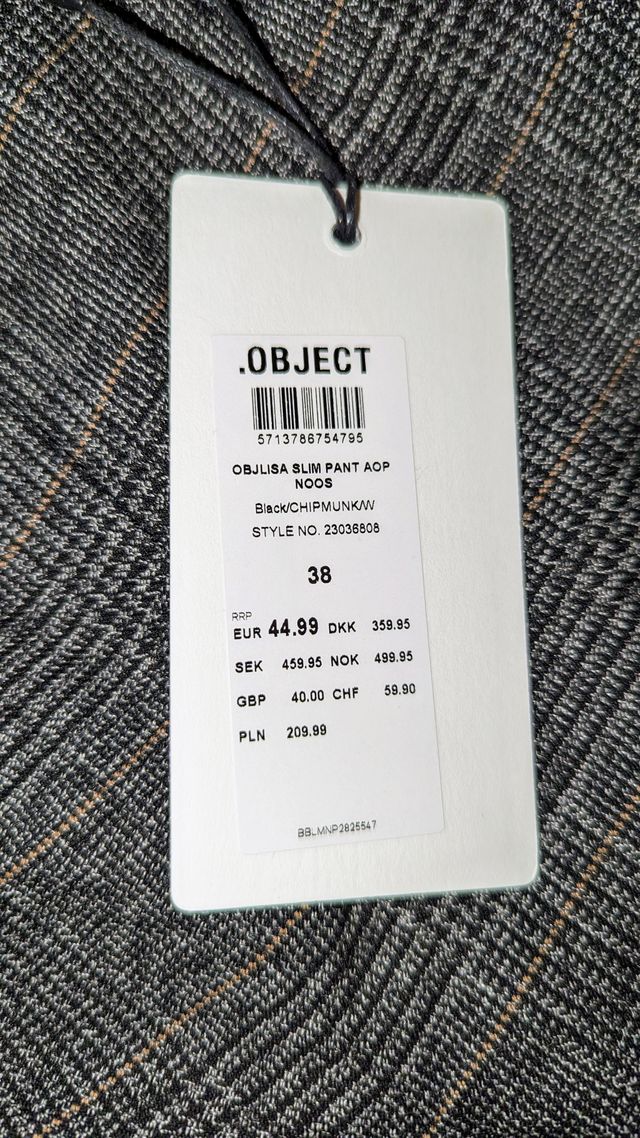 .OBJECT
5713786754795
OBJLISA SLIM PANT AOP
NOOS
Black/CHIPMUNK/W
STYLE NO. 23036808
38
RRP
EUR 44.99 DKK 359.95
SEK 459.95 NOK 499.95
GBP 40.00 CHF 59.90
PLN 209.99
BBLMNP2825547